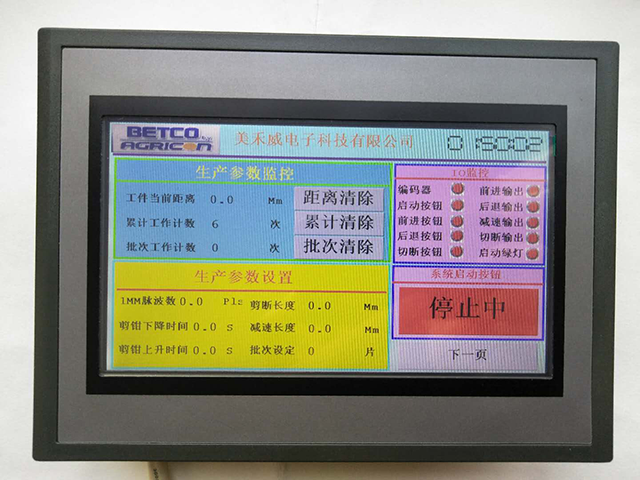 BETCO
AGRICON
美禾威电子科技有限公司
015002
生产参数监控
工件当前距离 0.0 Mm 距离清除
累计工作计数 6 次 累计清除
批次工作计数 0 次 批次清除
IO监控
编码器 前进输出
启动按钮 后退输出
前进按钮 减速输出
后退按钮 切断输出
切断按钮 启动绿灯
生产参数设置
1MM脉波数 0.0 Pls 剪断长度 0.0 Mm
剪钳下降时间 0.0 S 减速长度 0.0 Mm
剪钳上升时间 0.0 S 批次设定 0 片
系统启动按钮
停止中
下一页